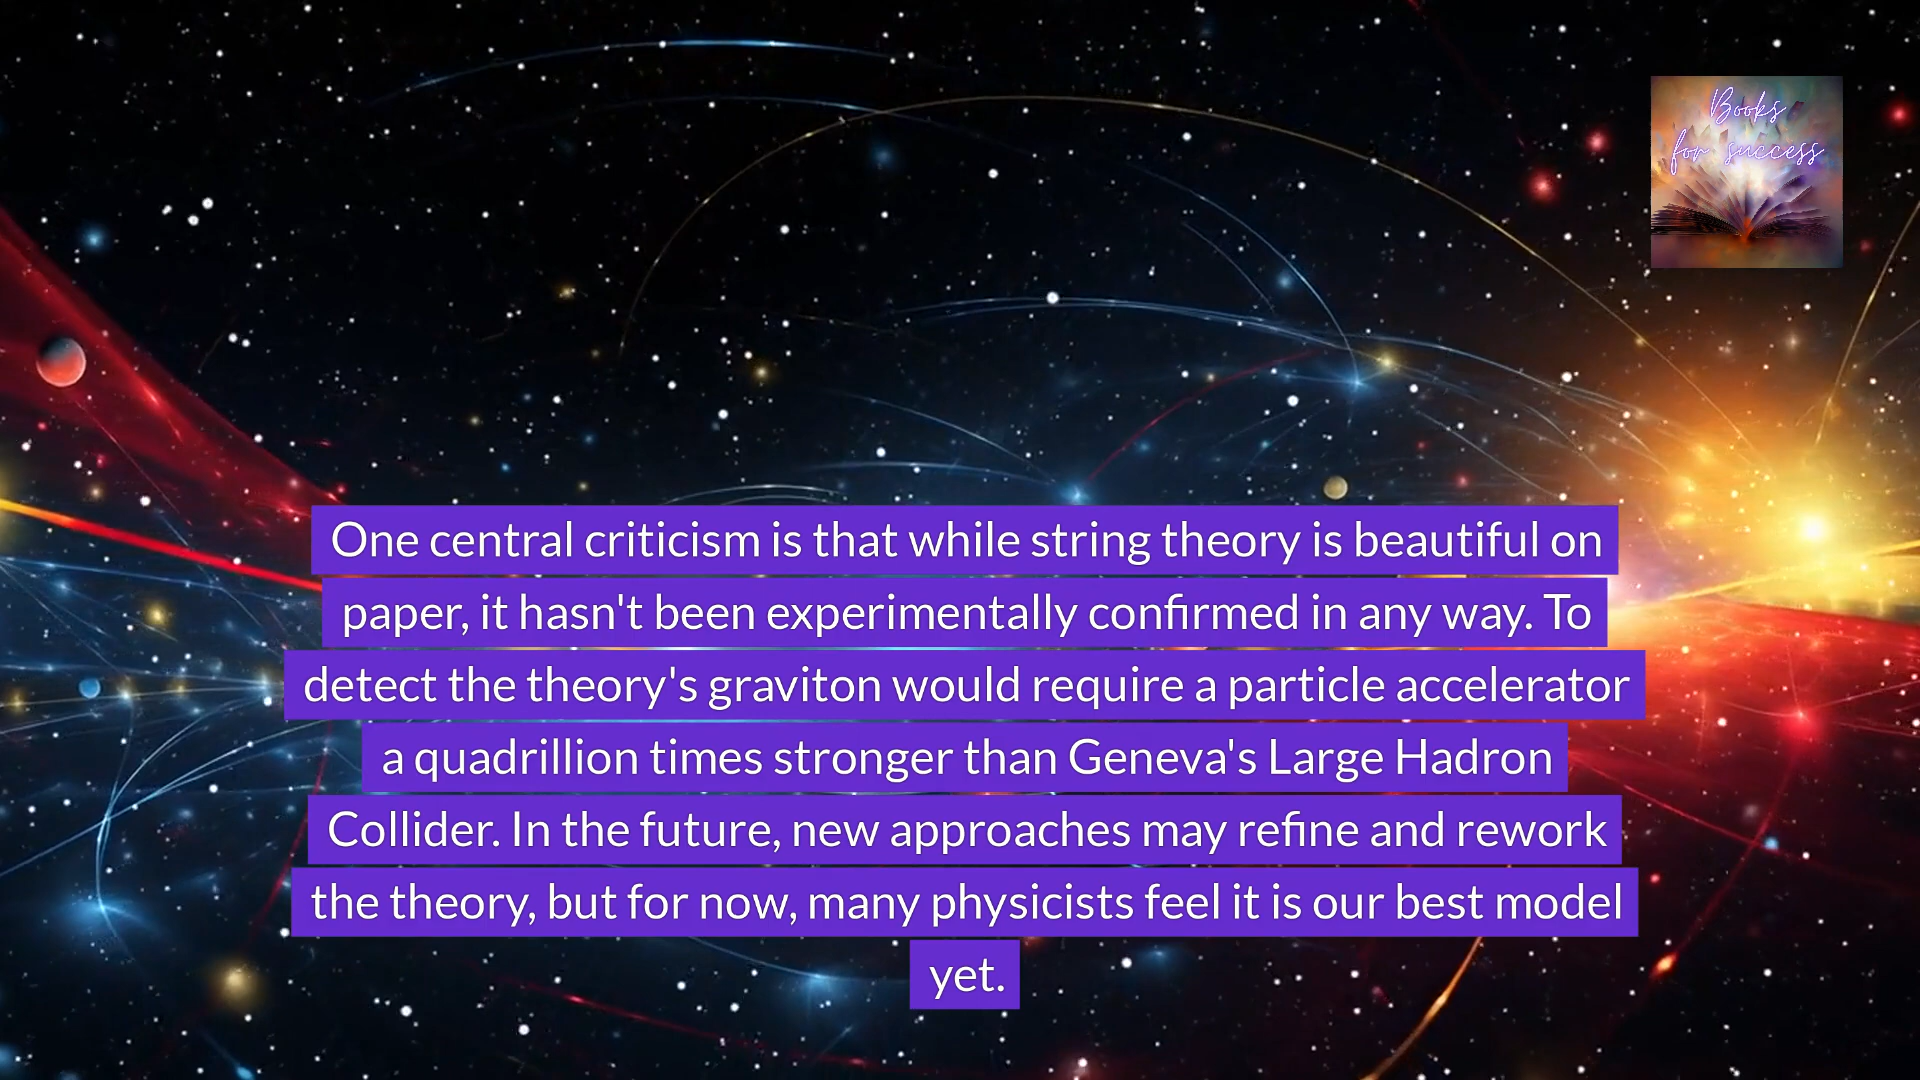 Books
for success
One central criticism is that while string theory is beautiful on
paper, it hasn't been experimentally confirmed in any way. To
detect the theory's graviton would require a particle accelerator
a quadrillion times stronger than Geneva's Large Hadron
Collider. In the future, new approaches may refine and rework
the theory, but for now, many physicists feel it is our best model
yet.